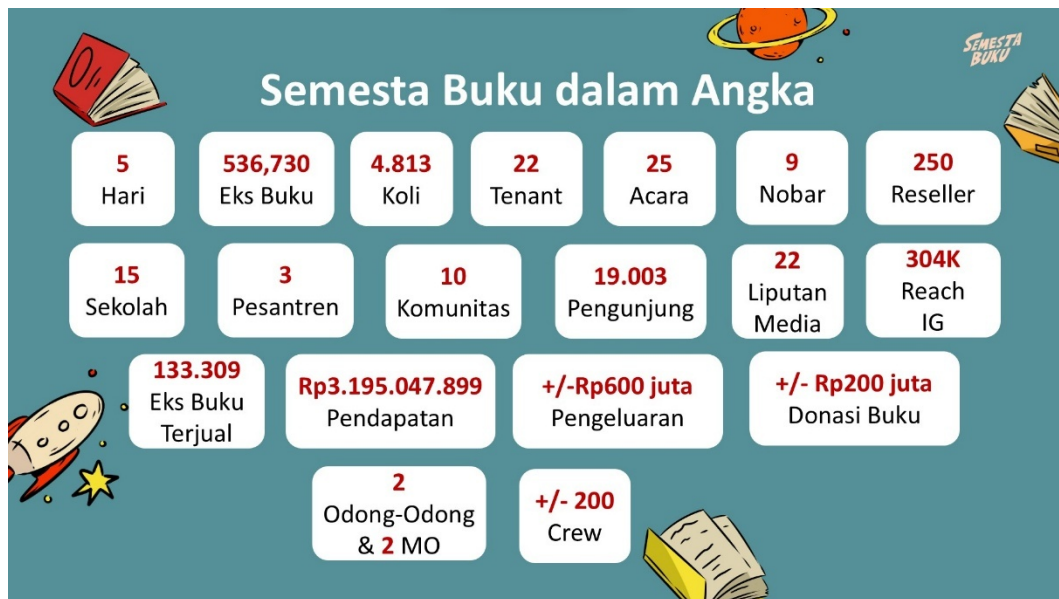 SEMESTA
BUKU
Semesta Buku dalam Angka
5
Hari
536,730
Eks Buku
4.813
Koli
22
Tenant
25
Acara
9
Nobar
250
Reseller
15
Sekolah
3
Pesantren
10
Komunitas
19.003
Pengunjung
22
Liputan
Media
304K
Reach
IG
133.309
Eks Buku
Terjual
Rp3.195.047.899
Pendapatan
+/-Rp600 juta
Pengeluaran
+/- Rp200 juta
Donasi Buku
2
Odong-Odong
& 2 MO
+/- 200
Crew